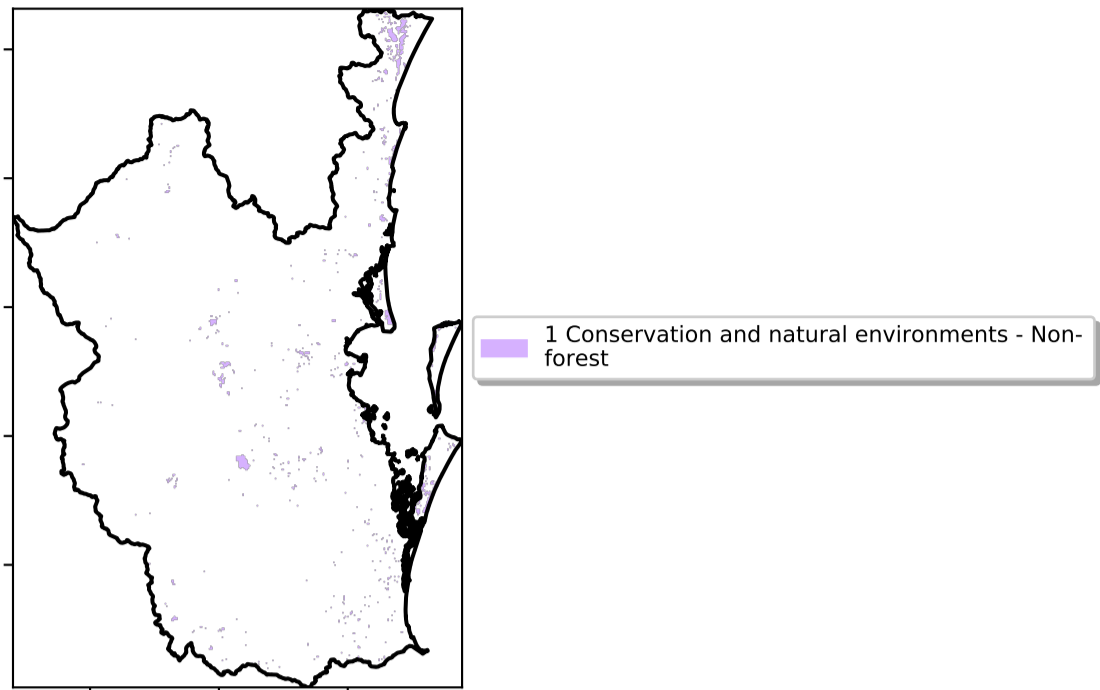 1 Conservation and natural environments - Non-
forest